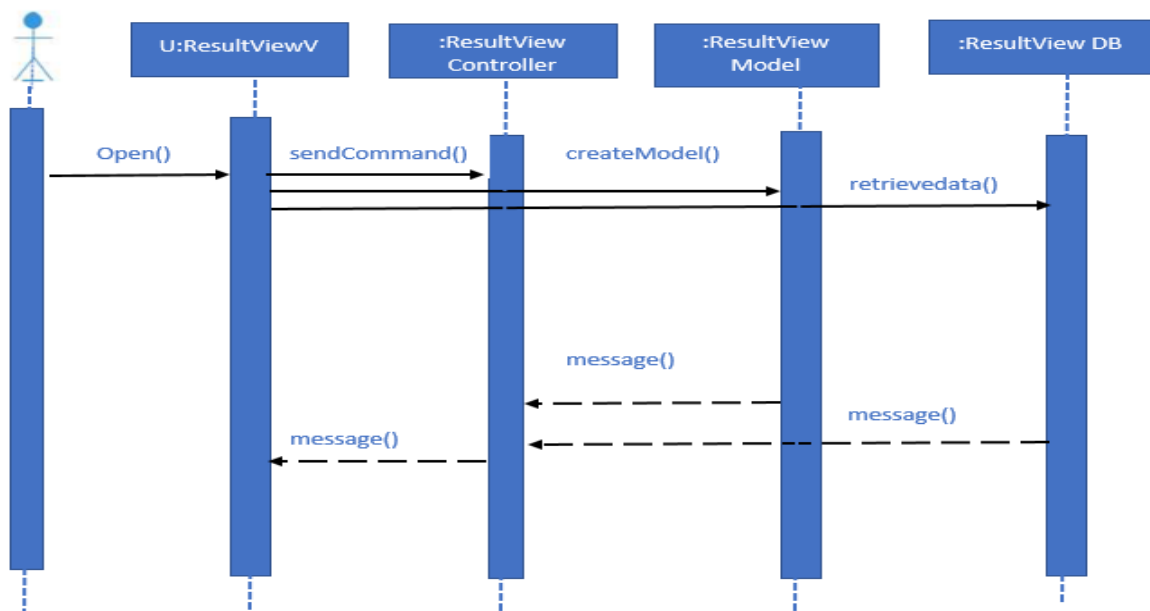 U:ResultViewV
:ResultView
Controller
:ResultView
Model
:ResultView DB
Open()
sendCommand()
createModel()
retrievedata()
message()
message()
message()